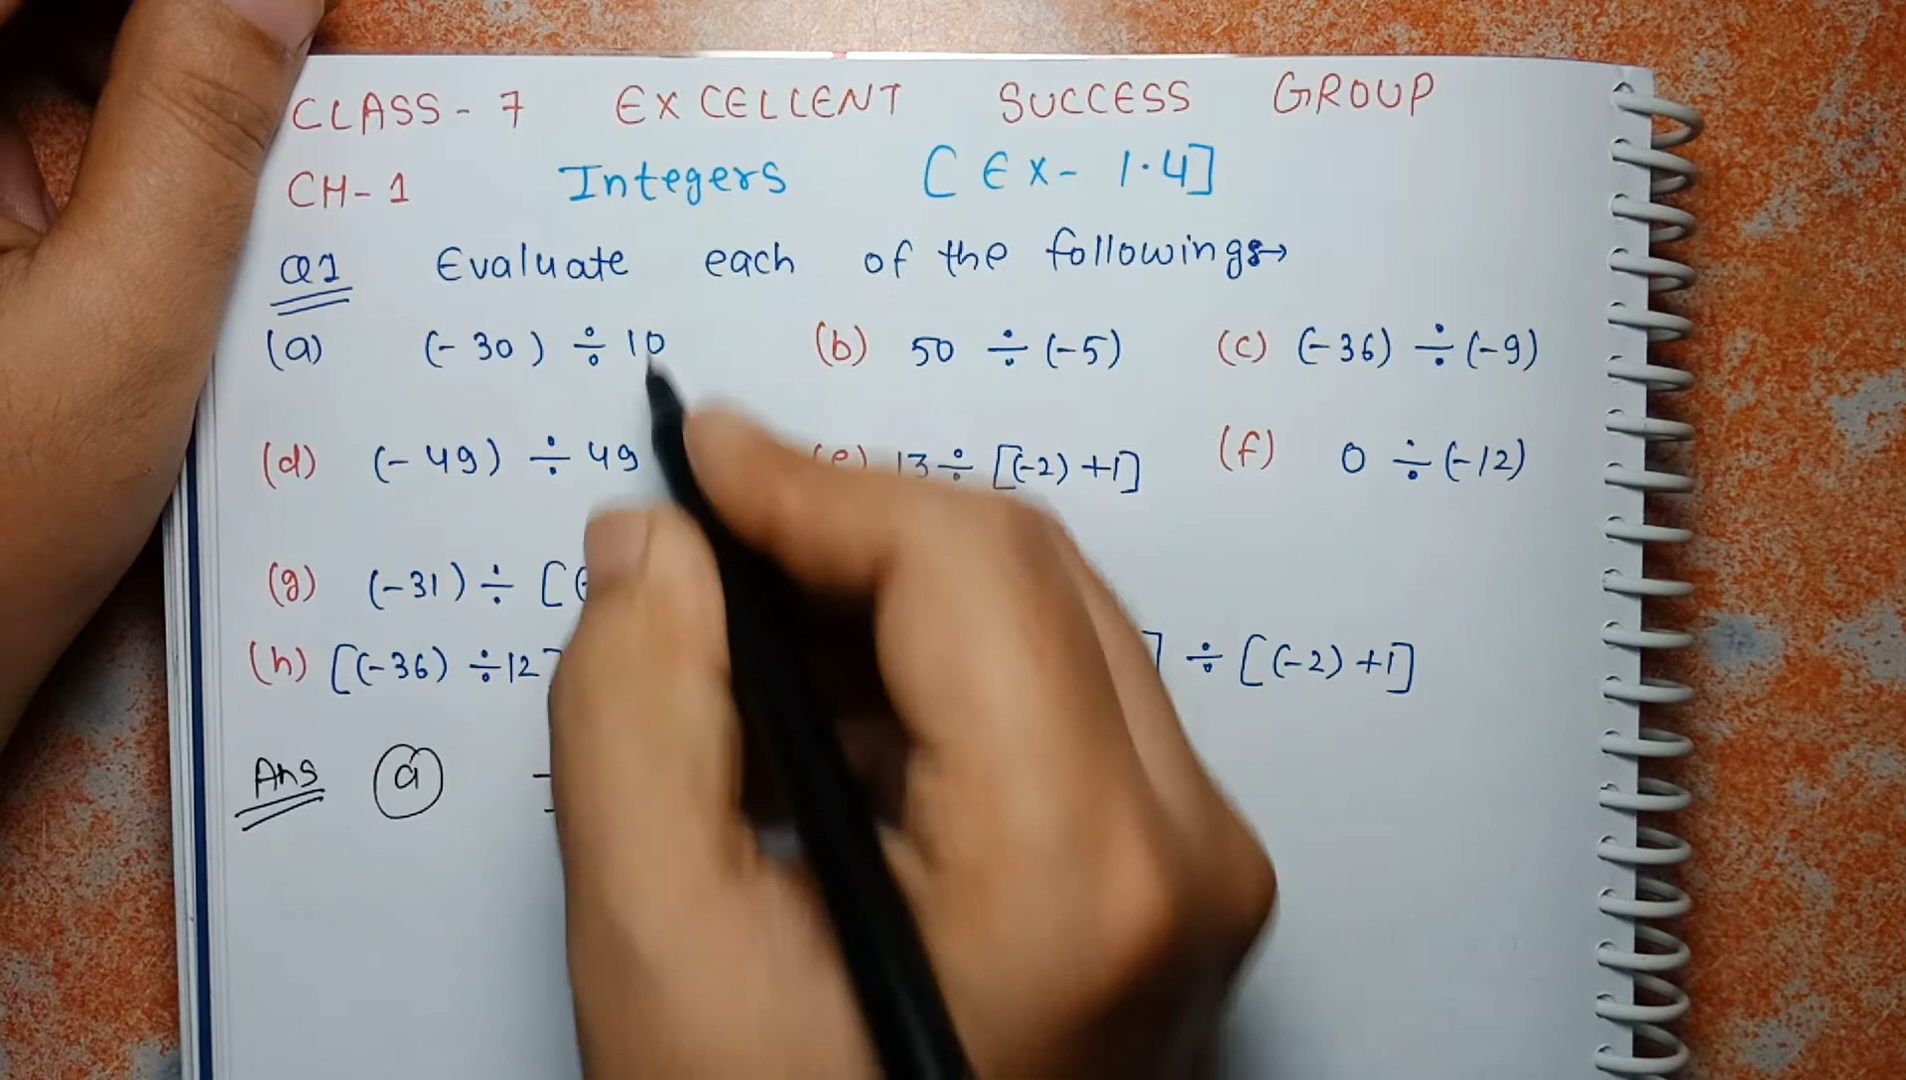 CLASS - 7 EXCELLENT SUCCESS GROUP
CH - 1 Integers [EX - 1.4]
Q1 Evaluate each of the followings→
(a) (-30) ÷ 10 (b) 50 ÷ (-5) (c) (-36) ÷ (-9)
(d) (-49) ÷ 49 (e) 13 ÷ [(-2) +1] (f) 0 ÷ (-12)
(g) (-31) ÷ [(
(h) [(-36) ÷ 12] ] ÷ [(-2) +1]
Ans a